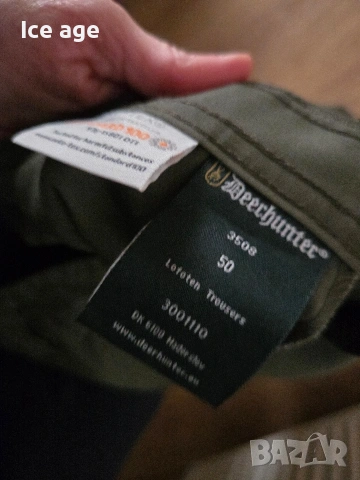 Ice age
Deerhunter®
3508
50
Lofoten Trousers
3001110
DK 6100 Haderslev
www.deerhunter.eu
BAZAR